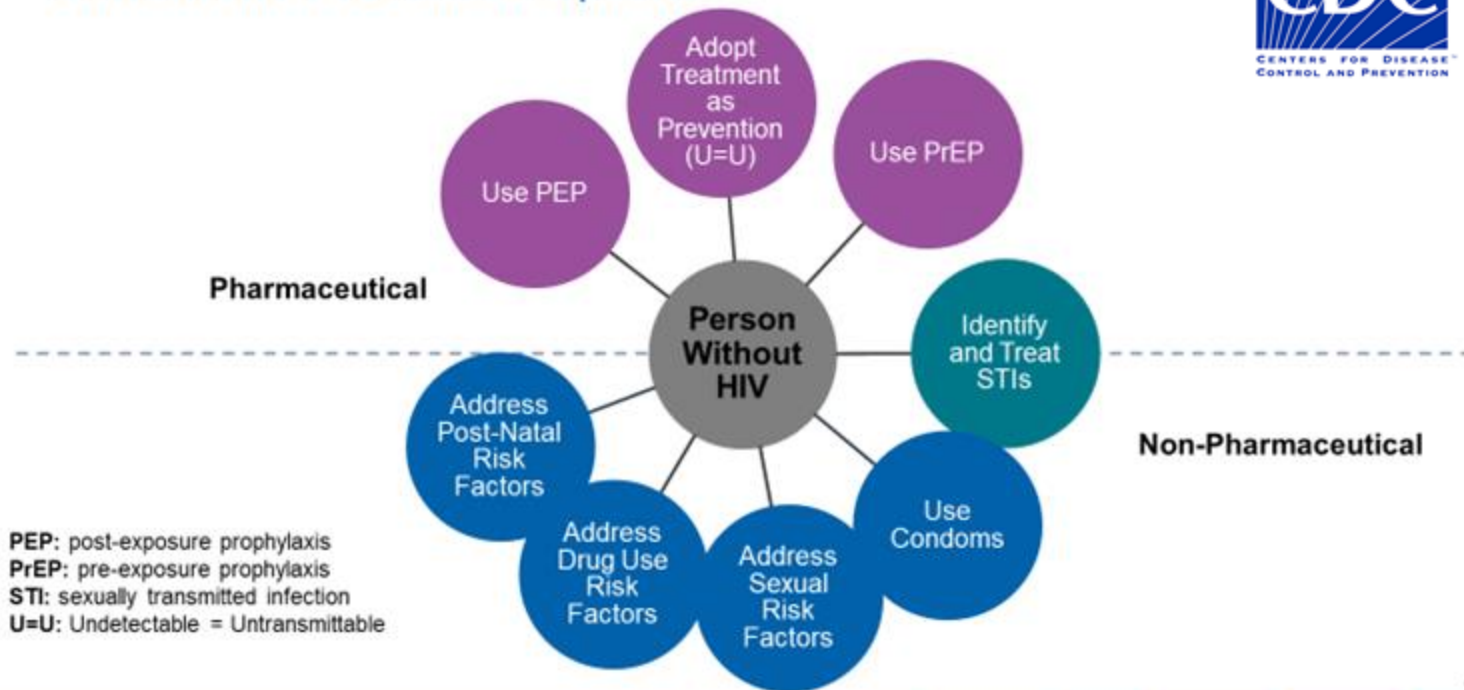 CDC
CENTERS FOR DISEASE
CONTROL AND PREVENTION
Adopt
Treatment
as
Prevention
(U=U)
Use PrEP
Use PEP
Pharmaceutical
Person
Without
HIV
Identify
and Treat
STIs
Address
Post-Natal
Risk
Factors
Non-Pharmaceutical
Use
Condoms
Address
Drug Use
Risk
Factors
Address
Sexual
Risk
Factors
PEP: post-exposure prophylaxis
PrEP: pre-exposure prophylaxis
STI: sexually transmitted infection
U=U: Undetectable = Untransmittable